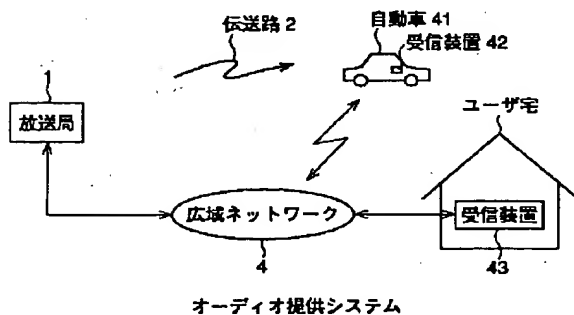 伝送路 2
自動車 41
受信装置 42
1
放送局
ユーザ宅
広域ネットワーク
4
受信装置
43
オーディオ提供システム